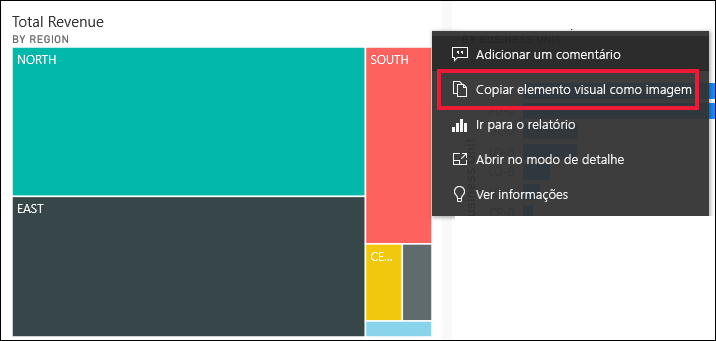 Total Revenue
BY REGION
NORTH
SOUTH
EAST
CE...
Adicionar um comentário
Copiar elemento visual como imagem
Ir para o relatório
Abrir no modo de detalhe
Ver informações